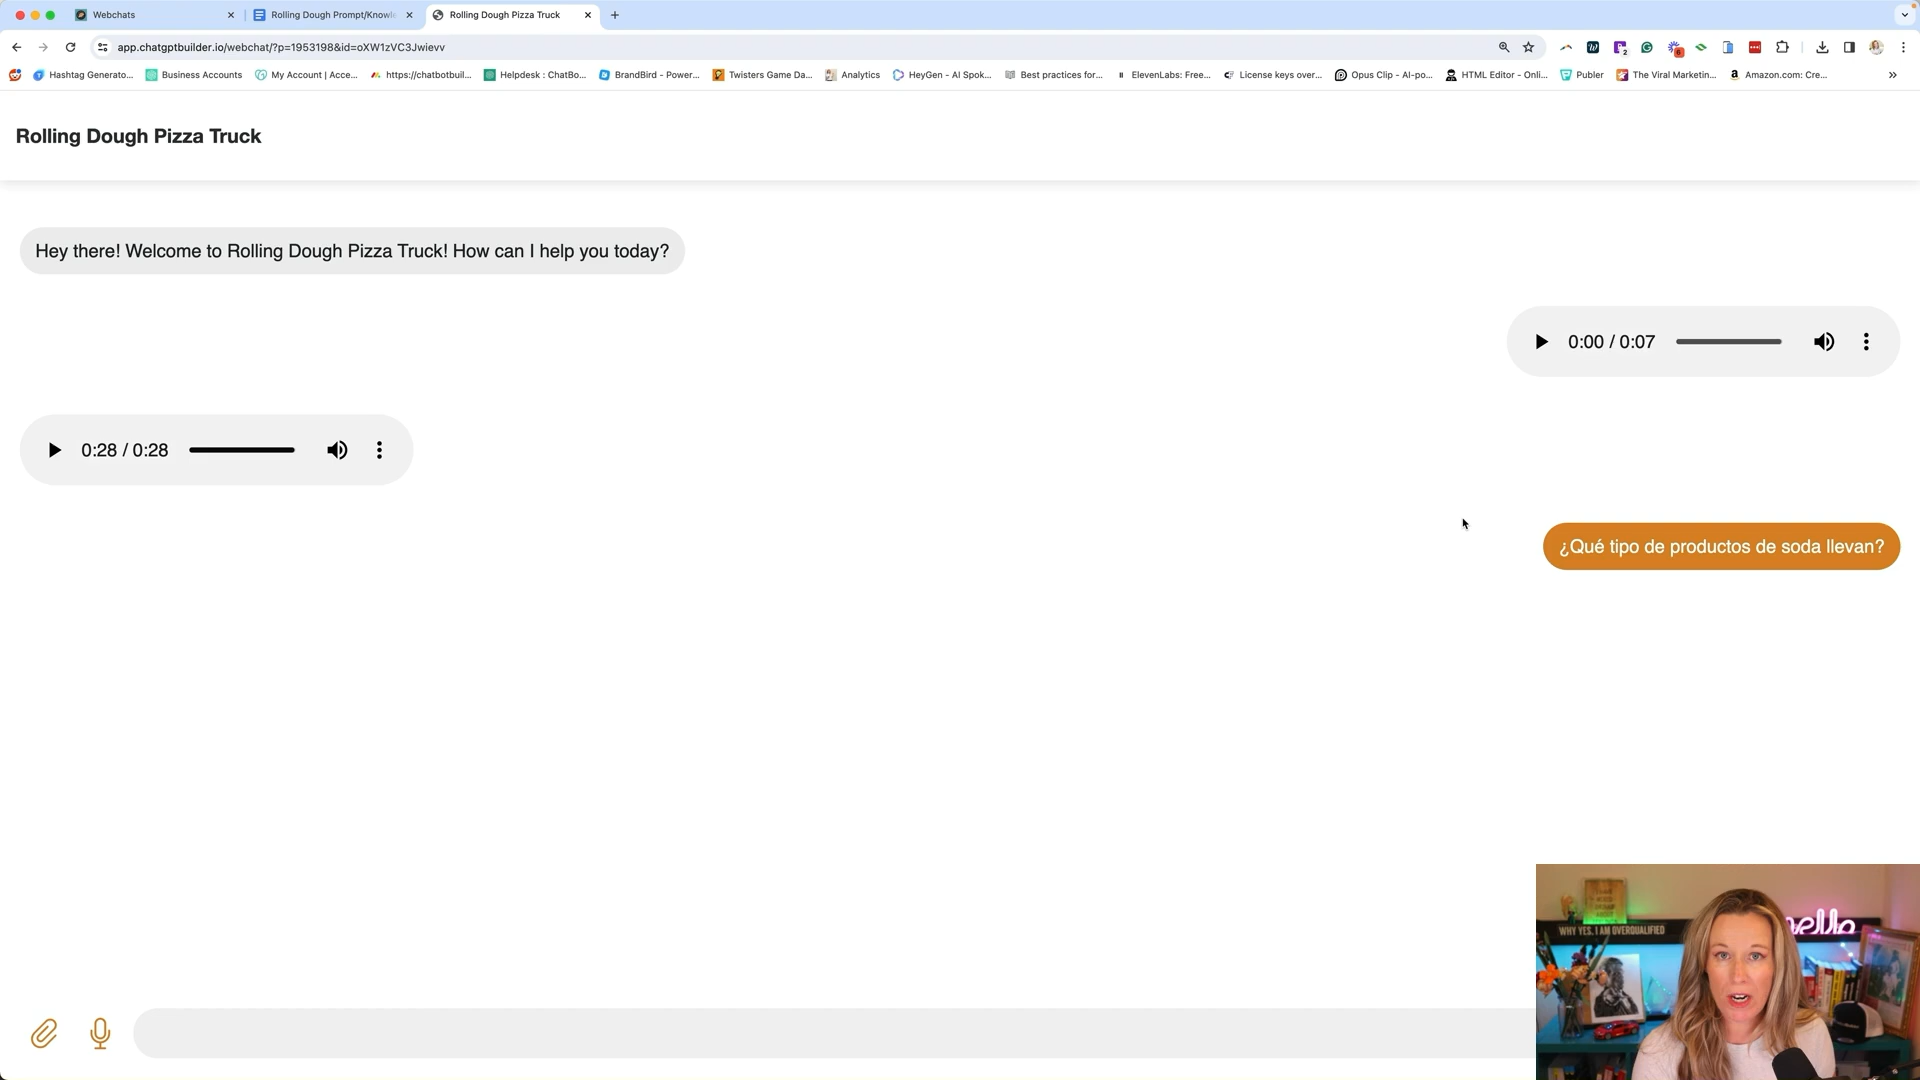 Webchats
Rolling Dough Prompt/Knowl
Rolling Dough Pizza Truck
app.chatgptbuilder.io/webchat/?p=1953198&id=oXW1zVC3Jwievv
Hashtag Generato...
Business Accounts
My Account | Acce...
https://chatbotbuil...
Helpdesk : ChatBo...
BrandBird - Power...
Twisters Game Da...
Analytics
HeyGen - AI Spok...
Best practices for...
ElevenLabs: Free...
License keys over...
Opus Clip - AI-po...
HTML Editor - Onli...
Publer
The Viral Marketin...
Amazon.com: Cre...
Rolling Dough Pizza Truck
Hey there! Welcome to Rolling Dough Pizza Truck! How can I help you today?
0:00 / 0:07
0:28 / 0:28
¿Qué tipo de productos de soda llevan?
WHY YES, I AM OVERQUALIFIED
hello